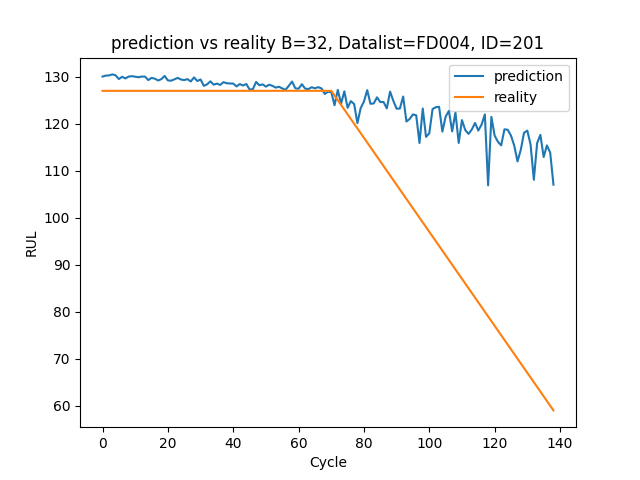 prediction vs reality B=32, Datalist=FD004, ID=201
prediction
reality
130
120
110
100
90
80
70
60
RUL
0 20 40 60 80 100 120 140
Cycle